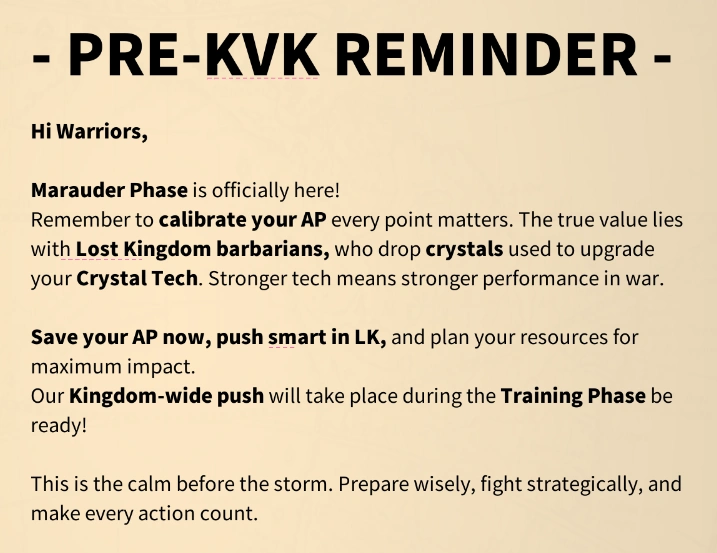 - PRE-KVK REMINDER -
Hi Warriors,
Marauder Phase is officially here!
Remember to calibrate your AP every point matters. The true value lies
with Lost Kingdom barbarians, who drop crystals used to upgrade
your Crystal Tech. Stronger tech means stronger performance in war.
Save your AP now, push smart in LK, and plan your resources for
maximum impact.
Our Kingdom-wide push will take place during the Training Phase be
ready!
This is the calm before the storm. Prepare wisely, fight strategically, and
make every action count.